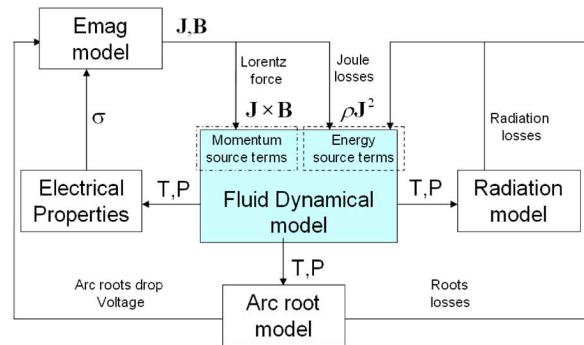 Emag
model
J,B
Lorentz
force
Joule
losses
J × B
ρJ²
Radiation
losses
σ
Momentum
source terms
Energy
source terms
Electrical
Properties
T,P
Fluid Dynamical
model
T,P
Radiation
model
T,P
Arc roots drop
Voltage
Arc root
model
Roots
losses